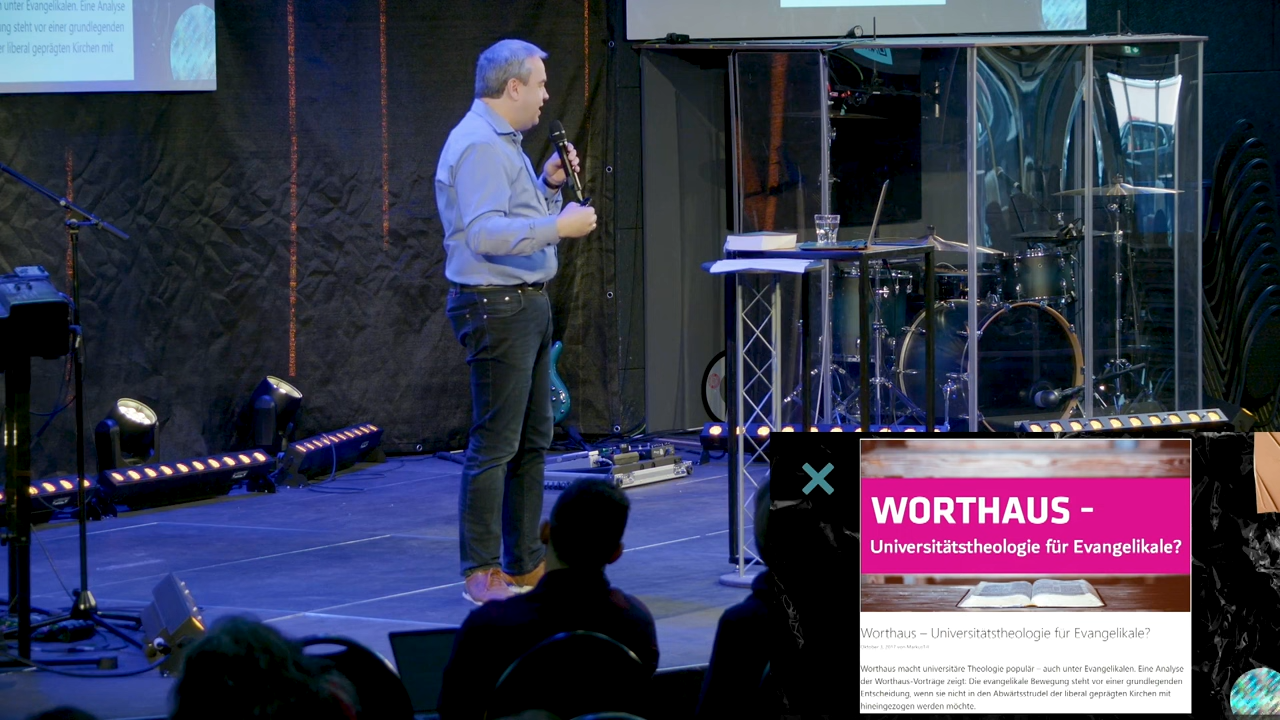 unter Evangelikalen. Eine Analyse
ung steht vor einer grundlegenden
er liberal geprägten Kirchen mit
WORTHAUS –
Universitätstheologie für Evangelikale?
Worthaus – Universitätstheologie für Evangelikale?
Worthaus macht universitäre Theologie populär – auch unter Evangelikalen. Eine Analyse
der Worthaus-Vorträge zeigt: Die evangelikale Bewegung steht vor einer grundlegenden
Entscheidung, wenn sie nicht in den Abwärtsstrudel der liberal geprägten Kirchen mit
hineingezogen werden möchte.